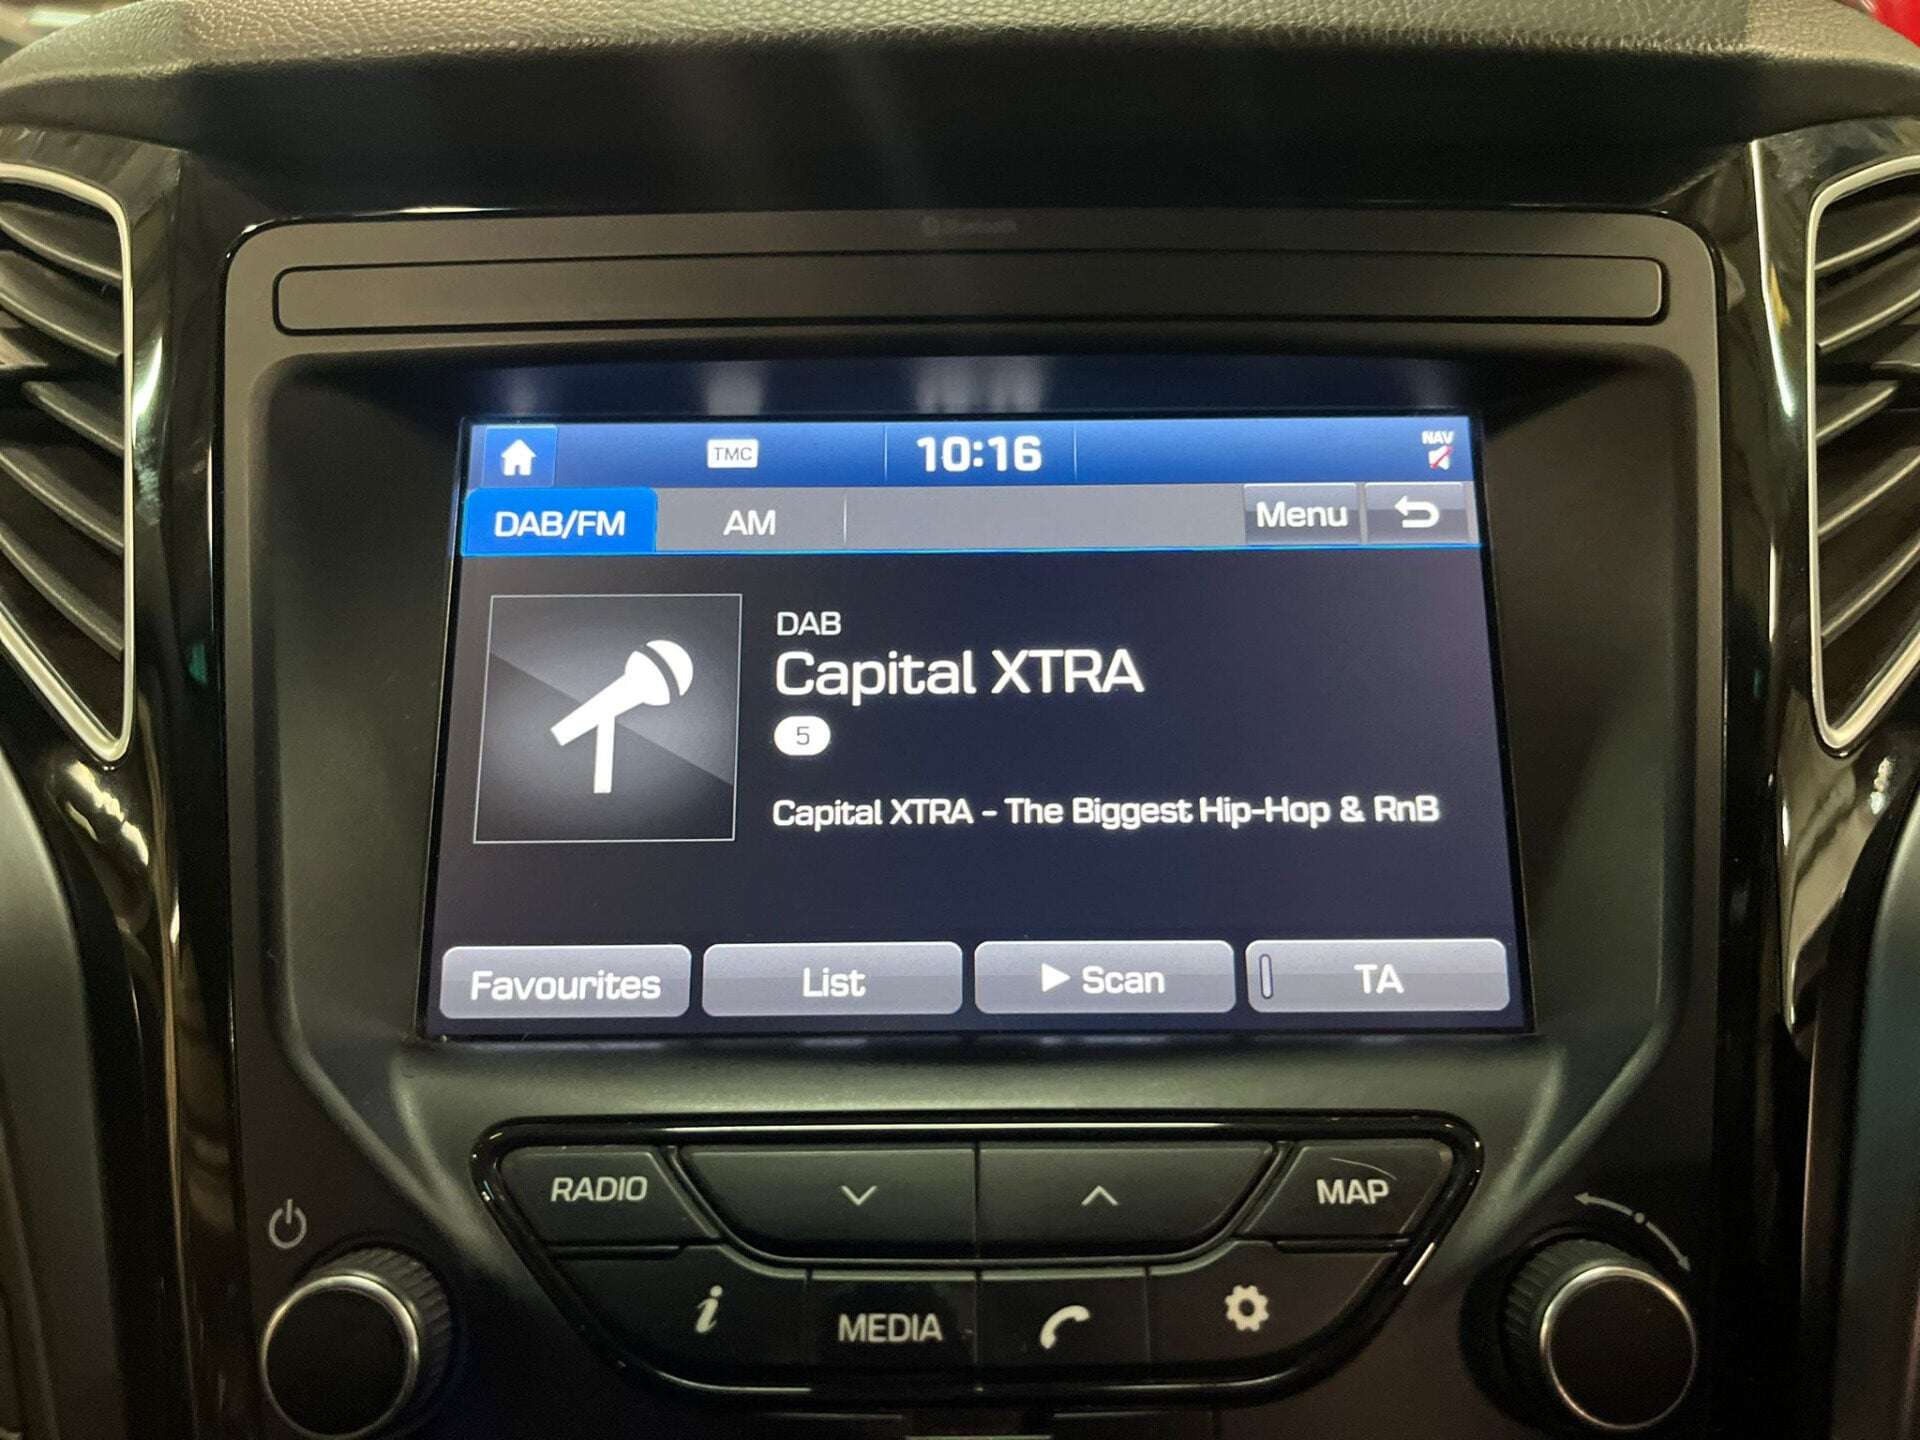 TMC
10:16
NAV
DAB/FM
AM
Menu
DAB
Capital XTRA
5
Capital XTRA - The Biggest Hip-Hop & RnB
Favourites
List
Scan
TA
RADIO
MAP
i
MEDIA